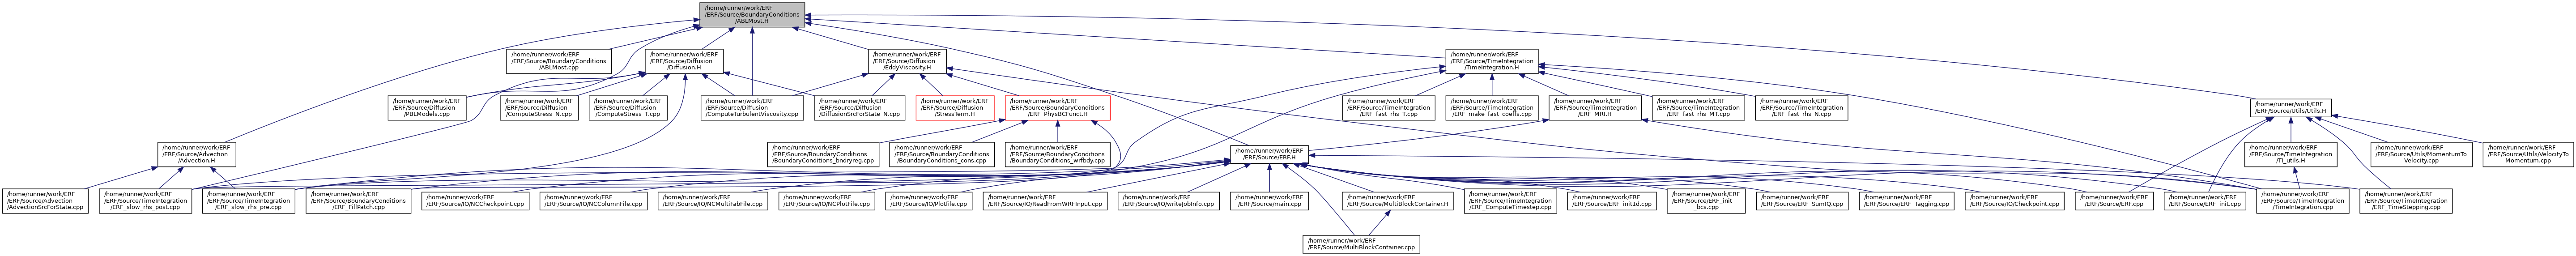 /home/runner/work/ERF
/ERF/Source/BoundaryConditions
/ABLMost.H
/home/runner/work/ERF
/ERF/Source/BoundaryConditions
/ABLMost.cpp
/home/runner/work/ERF
/ERF/Source/Diffusion
/Diffusion.H
/home/runner/work/ERF
/ERF/Source/Diffusion
/EddyViscosity.H
/home/runner/work/ERF
/ERF/Source/TimeIntegration
/TimeIntegration.H
/home/runner/work/ERF
/ERF/Source/Diffusion
/PBLModels.cpp
/home/runner/work/ERF
/ERF/Source/Diffusion
/ComputeStress_N.cpp
/home/runner/work/ERF
/ERF/Source/Diffusion
/ComputeStress_T.cpp
/home/runner/work/ERF
/ERF/Source/Diffusion
/ComputeTurbulentViscosity.cpp
/home/runner/work/ERF
/ERF/Source/Diffusion
/DiffusionSrcForState_N.cpp
/home/runner/work/ERF
/ERF/Source/Diffusion
/StressTerm.H
/home/runner/work/ERF
/ERF/Source/BoundaryConditions
/ERF_PhysBCFunct.H
/home/runner/work/ERF
/ERF/Source/TimeIntegration
/ERF_fast_rhs_T.cpp
/home/runner/work/ERF
/ERF/Source/TimeIntegration
/ERF_make_fast_coeffs.cpp
/home/runner/work/ERF
/ERF/Source/TimeIntegration
/ERF_MRI.H
/home/runner/work/ERF
/ERF/Source/TimeIntegration
/ERF_fast_rhs_MT.cpp
/home/runner/work/ERF
/ERF/Source/TimeIntegration
/ERF_fast_rhs_N.cpp
/home/runner/work/ERF
/ERF/Source/Utils/Utils.H
/home/runner/work/ERF
/ERF/Source/Advection
/Advection.H
/home/runner/work/ERF
/ERF/Source/BoundaryConditions
/BoundaryConditions_bndryreg.cpp
/home/runner/work/ERF
/ERF/Source/BoundaryConditions
/BoundaryConditions_cons.cpp
/home/runner/work/ERF
/ERF/Source/BoundaryConditions
/BoundaryConditions_wrfbdy.cpp
/home/runner/work/ERF
/ERF/Source/ERF.H
/home/runner/work/ERF
/ERF/Source/TimeIntegration
/TI_utils.H
/home/runner/work/ERF
/ERF/Source/Utils/MomentumTo
Velocity.cpp
/home/runner/work/ERF
/ERF/Source/Utils/VelocityTo
Momentum.cpp
/home/runner/work/ERF
/ERF/Source/Advection
/AdvectionSrcForState.cpp
/home/runner/work/ERF
/ERF/Source/TimeIntegration
/ERF_slow_rhs_post.cpp
/home/runner/work/ERF
/ERF/Source/TimeIntegration
/ERF_slow_rhs_pre.cpp
/home/runner/work/ERF
/ERF/Source/BoundaryConditions
/ERF_FillPatch.cpp
/home/runner/work/ERF
/ERF/Source/IO/NCCheckpoint.cpp
/home/runner/work/ERF
/ERF/Source/IO/NCColumnFile.cpp
/home/runner/work/ERF
/ERF/Source/IO/NCMultiFabFile.cpp
/home/runner/work/ERF
/ERF/Source/IO/NCPlotFile.cpp
/home/runner/work/ERF
/ERF/Source/IO/Plotfile.cpp
/home/runner/work/ERF
/ERF/Source/IO/ReadFromWRFInput.cpp
/home/runner/work/ERF
/ERF/Source/IO/writeJobInfo.cpp
/home/runner/work/ERF
/ERF/Source/main.cpp
/home/runner/work/ERF
/ERF/Source/MultiBlockContainer.H
/home/runner/work/ERF
/ERF/Source/TimeIntegration
/ERF_ComputeTimestep.cpp
/home/runner/work/ERF
/ERF/Source/ERF_init1d.cpp
/home/runner/work/ERF
/ERF/Source/ERF_init
_bcs.cpp
/home/runner/work/ERF
/ERF/Source/ERF_SumIQ.cpp
/home/runner/work/ERF
/ERF/Source/ERF_Tagging.cpp
/home/runner/work/ERF
/ERF/Source/IO/Checkpoint.cpp
/home/runner/work/ERF
/ERF/Source/ERF.cpp
/home/runner/work/ERF
/ERF/Source/ERF_init.cpp
/home/runner/work/ERF
/ERF/Source/TimeIntegration
/TimeIntegration.cpp
/home/runner/work/ERF
/ERF/Source/TimeIntegration
/ERF_TimeStepping.cpp
/home/runner/work/ERF
/ERF/Source/MultiBlockContainer.cpp